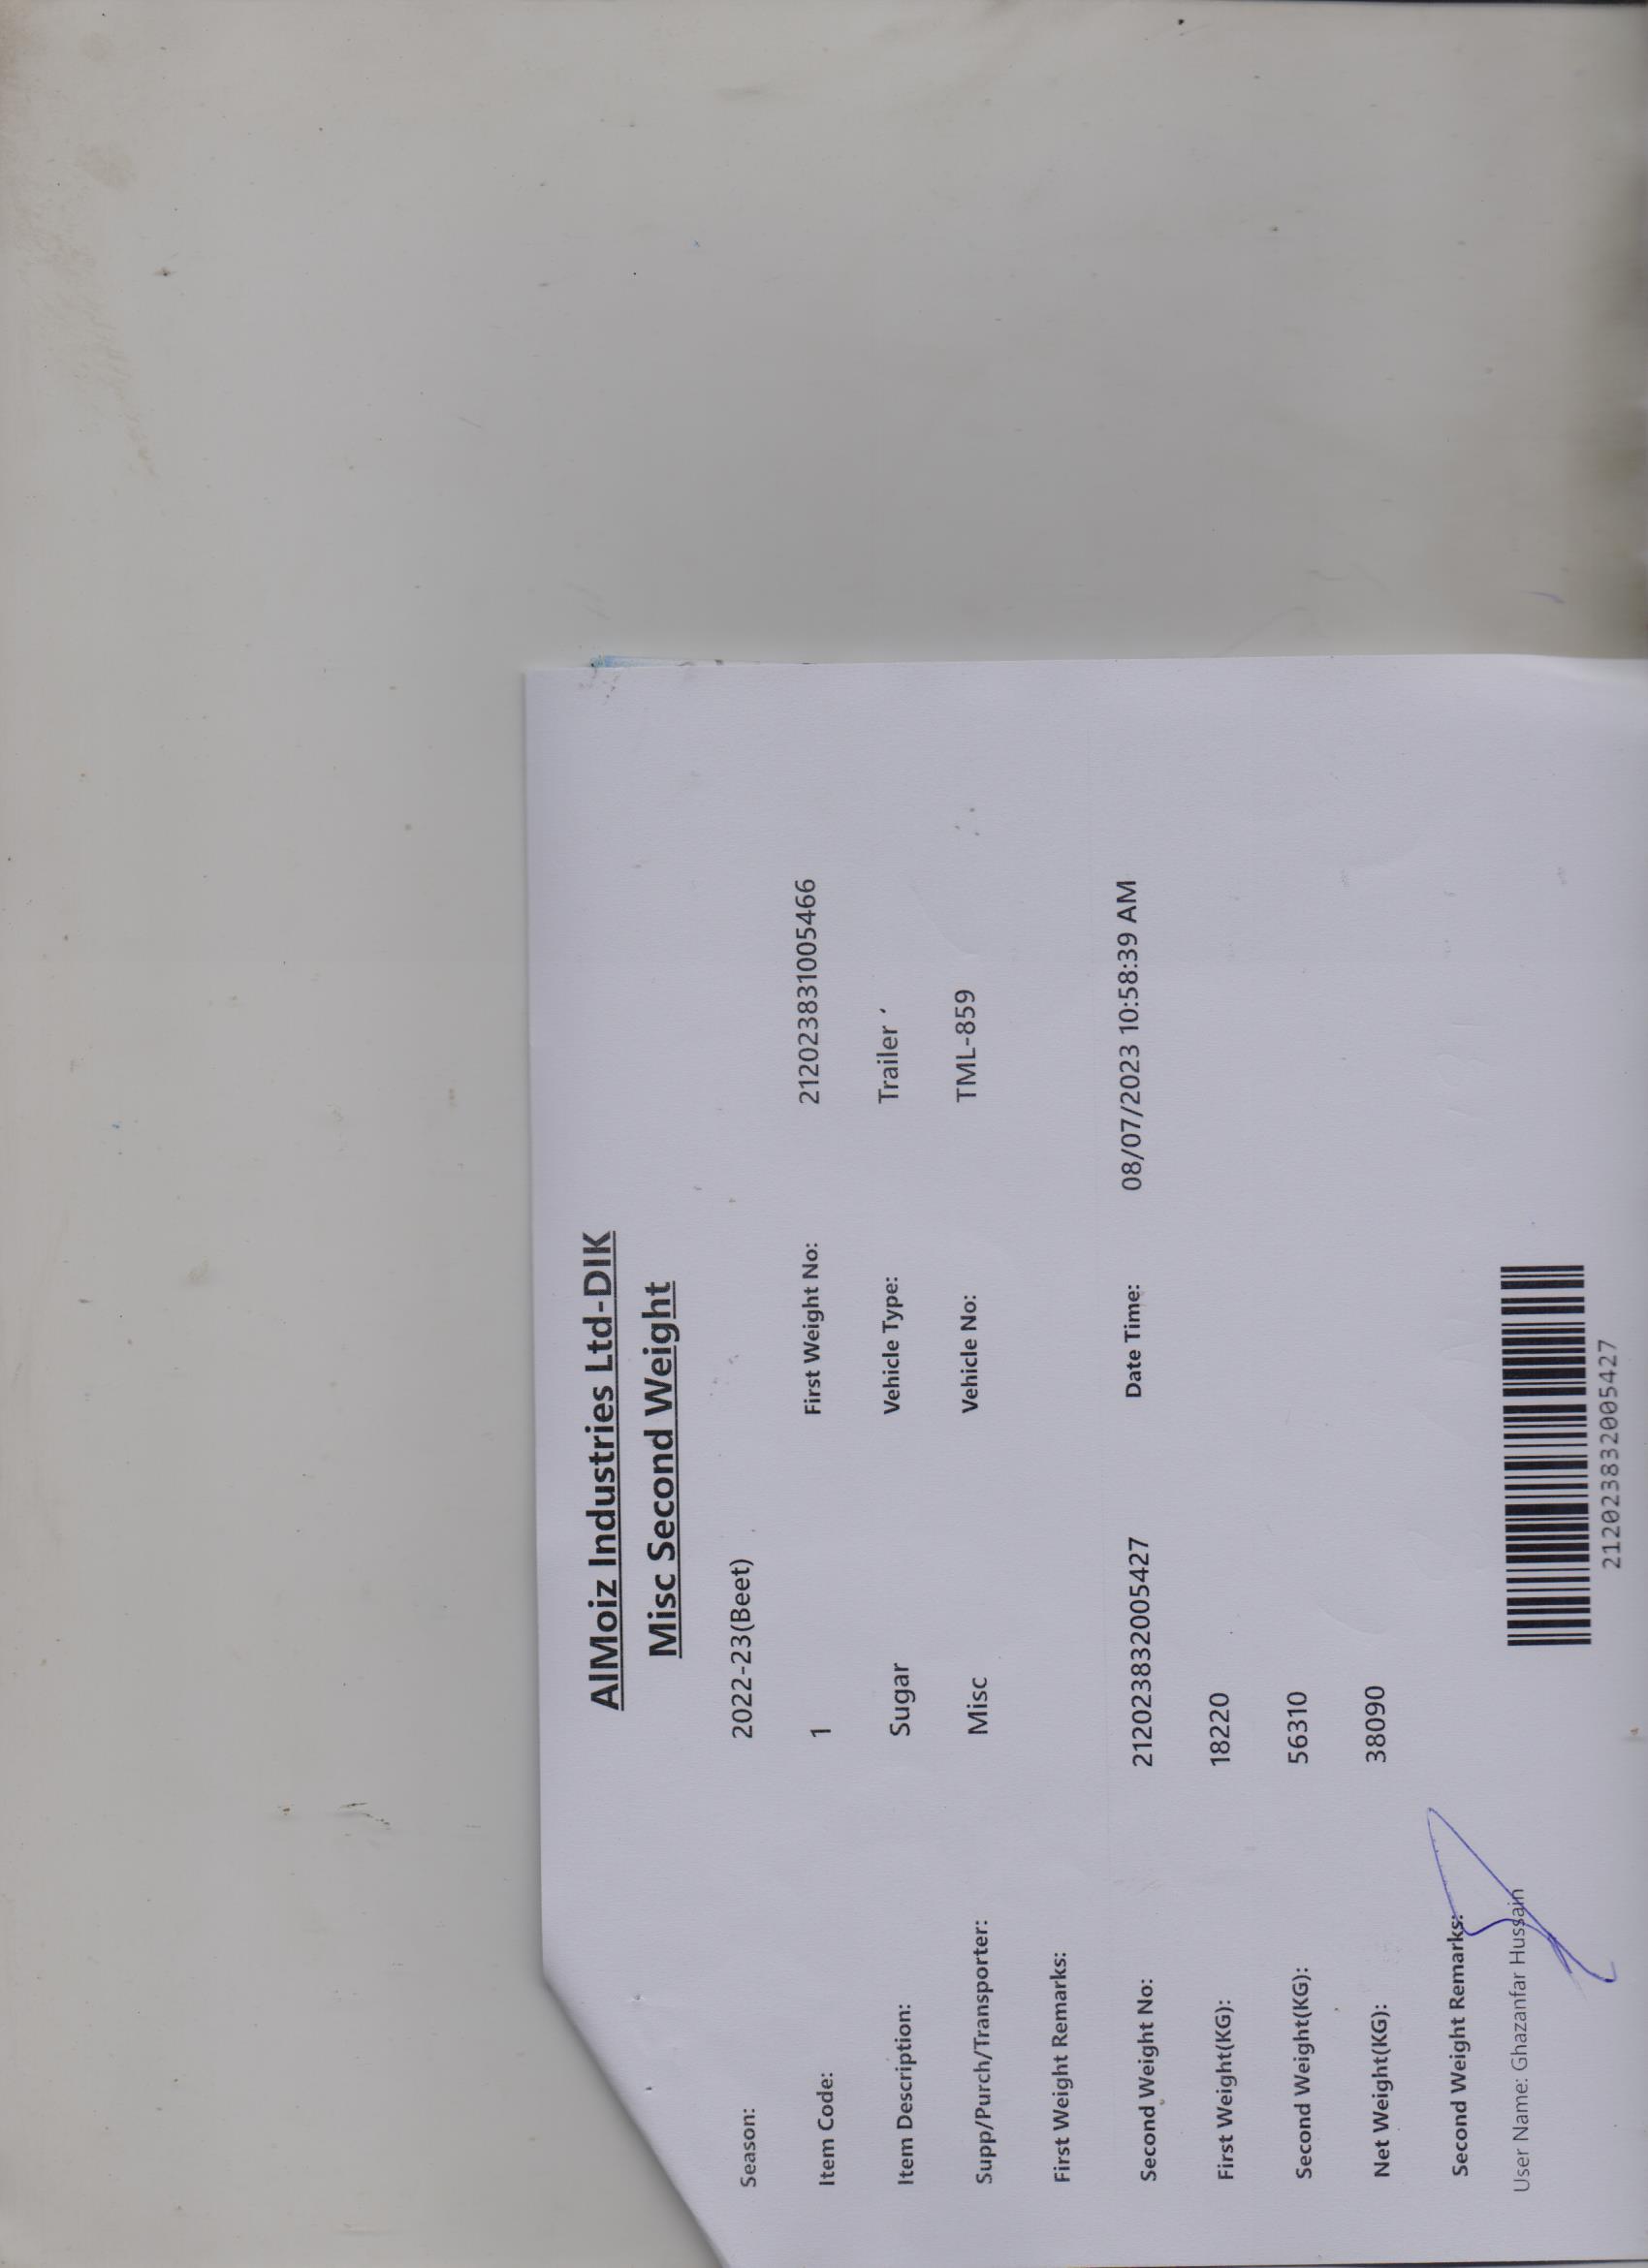 AlMoiz Industries Ltd-DIK
Misc Second Weight
Season: 2022-23(Beet)
Item Code: 1 First Weight No: 2120238310054​66
Item Description: Sugar Vehicle Type: Trailer
Supp/Purch/Transporter: Misc Vehicle No: TML-859
First Weight Remarks:
Second Weight No: 212023832005427 Date Time: 08/07/2023 10:58:39 AM
First Weight(KG): 18220
Second Weight(KG): 56310
Net Weight(KG): 38090
Second Weight Remarks:
User Name: Ghazanfar Hussain
212023832005427